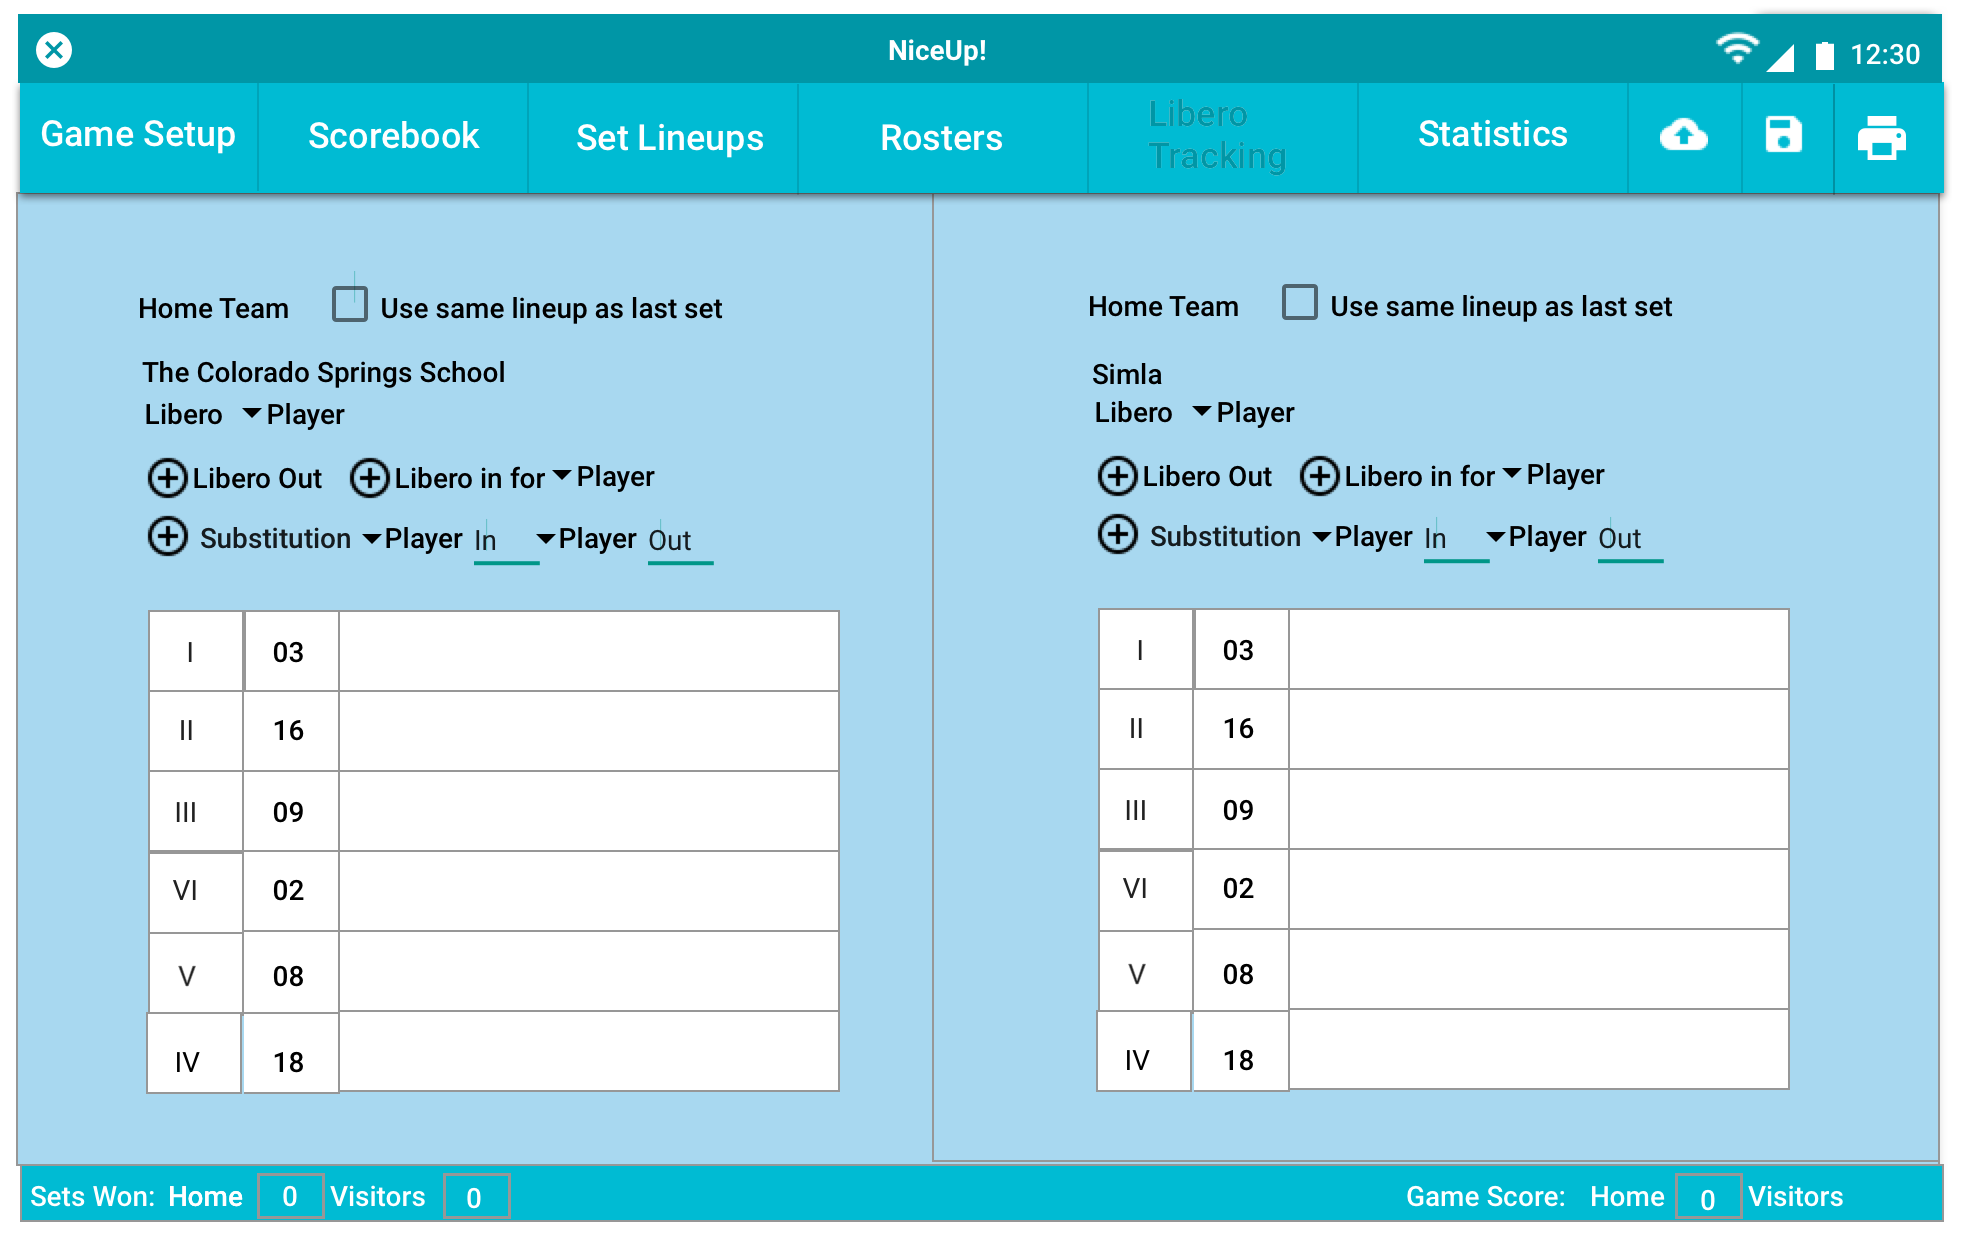 NiceUp!
12:30
Game Setup
Scorebook
Set Lineups
Rosters
Libero
Tracking
Statistics
Home Team
Use same lineup as last set
The Colorado Springs School
Libero Player
Libero Out Libero in for Player
Substitution Player In Player Out
I 03
II 16
III 09
VI 02
V 08
IV 18
Home Team
Use same lineup as last set
Simla
Libero Player
Libero Out Libero in for Player
Substitution Player In Player Out
I 03
II 16
III 09
VI 02
V 08
IV 18
Sets Won: Home 0 Visitors 0
Game Score: Home 0 Visitors